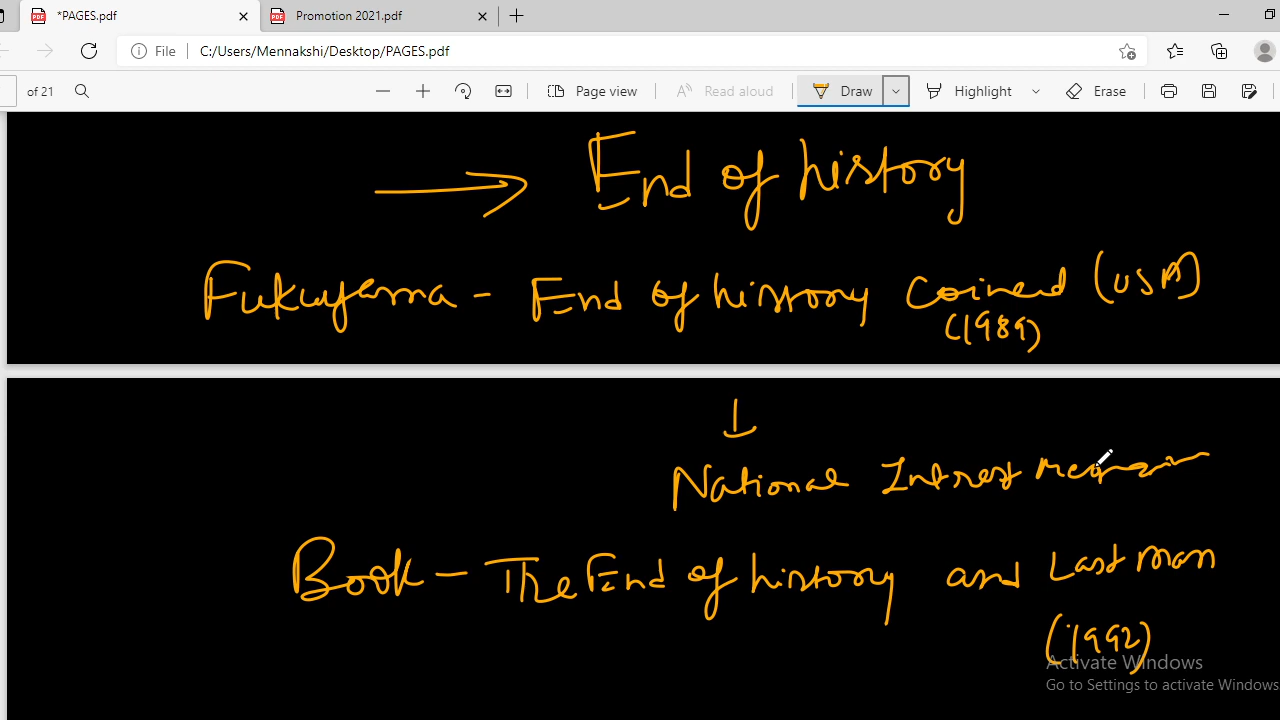 *PAGES.pdf
Promotion 2021.pdf
File
C:/Users/Mennakshi/Desktop/PAGES.pdf
of 21
Page view
Read aloud
Draw
Highlight
Erase
End of history
Fukuyama - End of history Coined (USA)
(1989)
National Intrest
Book - The End of history and Last man
(1992)
Activate Windows
Go to Settings to activate Windows